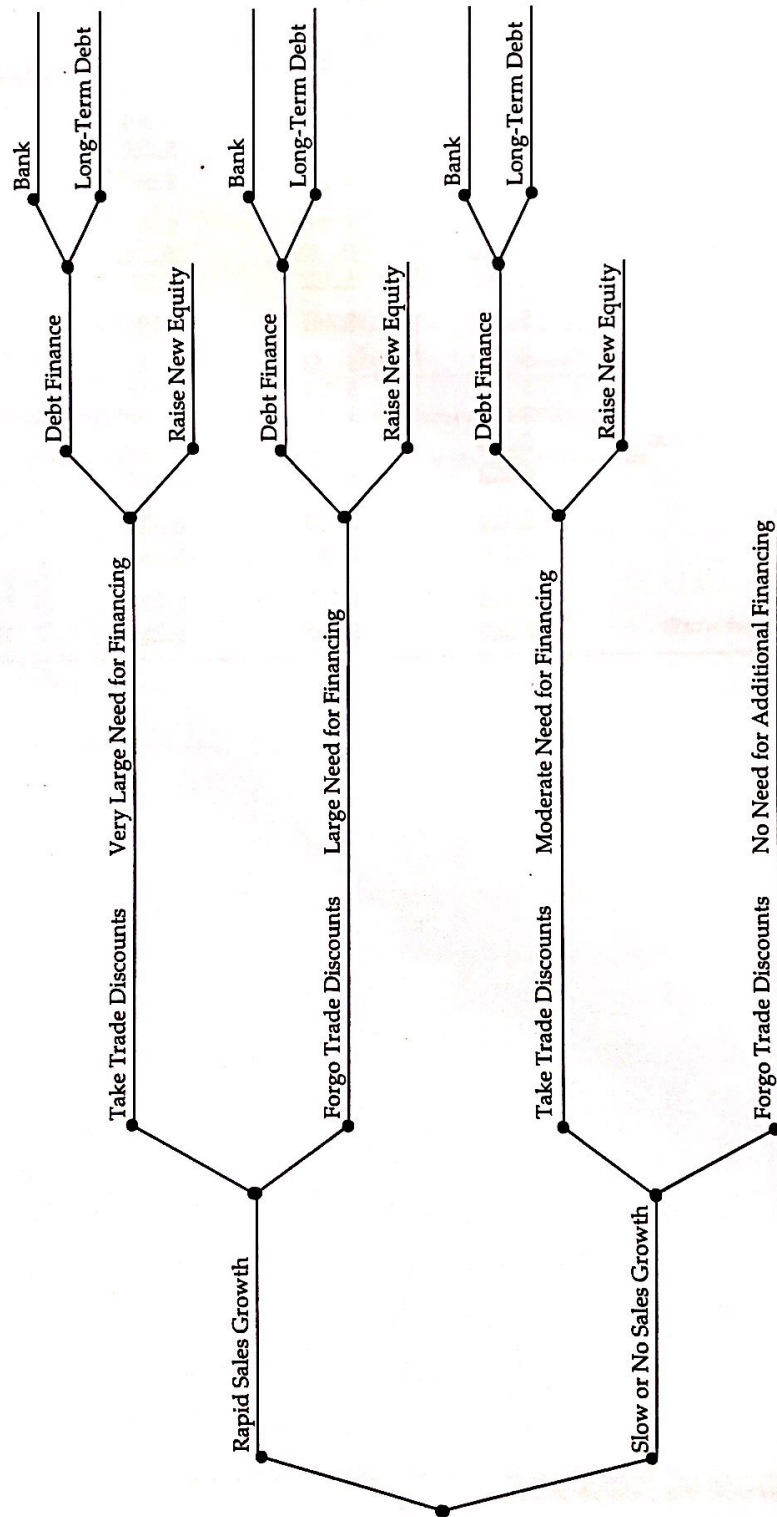 Rapid Sales Growth
Take Trade Discounts
Very Large Need for Financing
Debt Finance
Bank
Long-Term Debt
Raise New Equity
Forgo Trade Discounts
Large Need for Financing
Debt Finance
Bank
Long-Term Debt
Raise New Equity
Slow or No Sales Growth
Take Trade Discounts
Moderate Need for Financing
Debt Finance
Bank
Long-Term Debt
Raise New Equity
Forgo Trade Discounts
No Need for Additional Financing